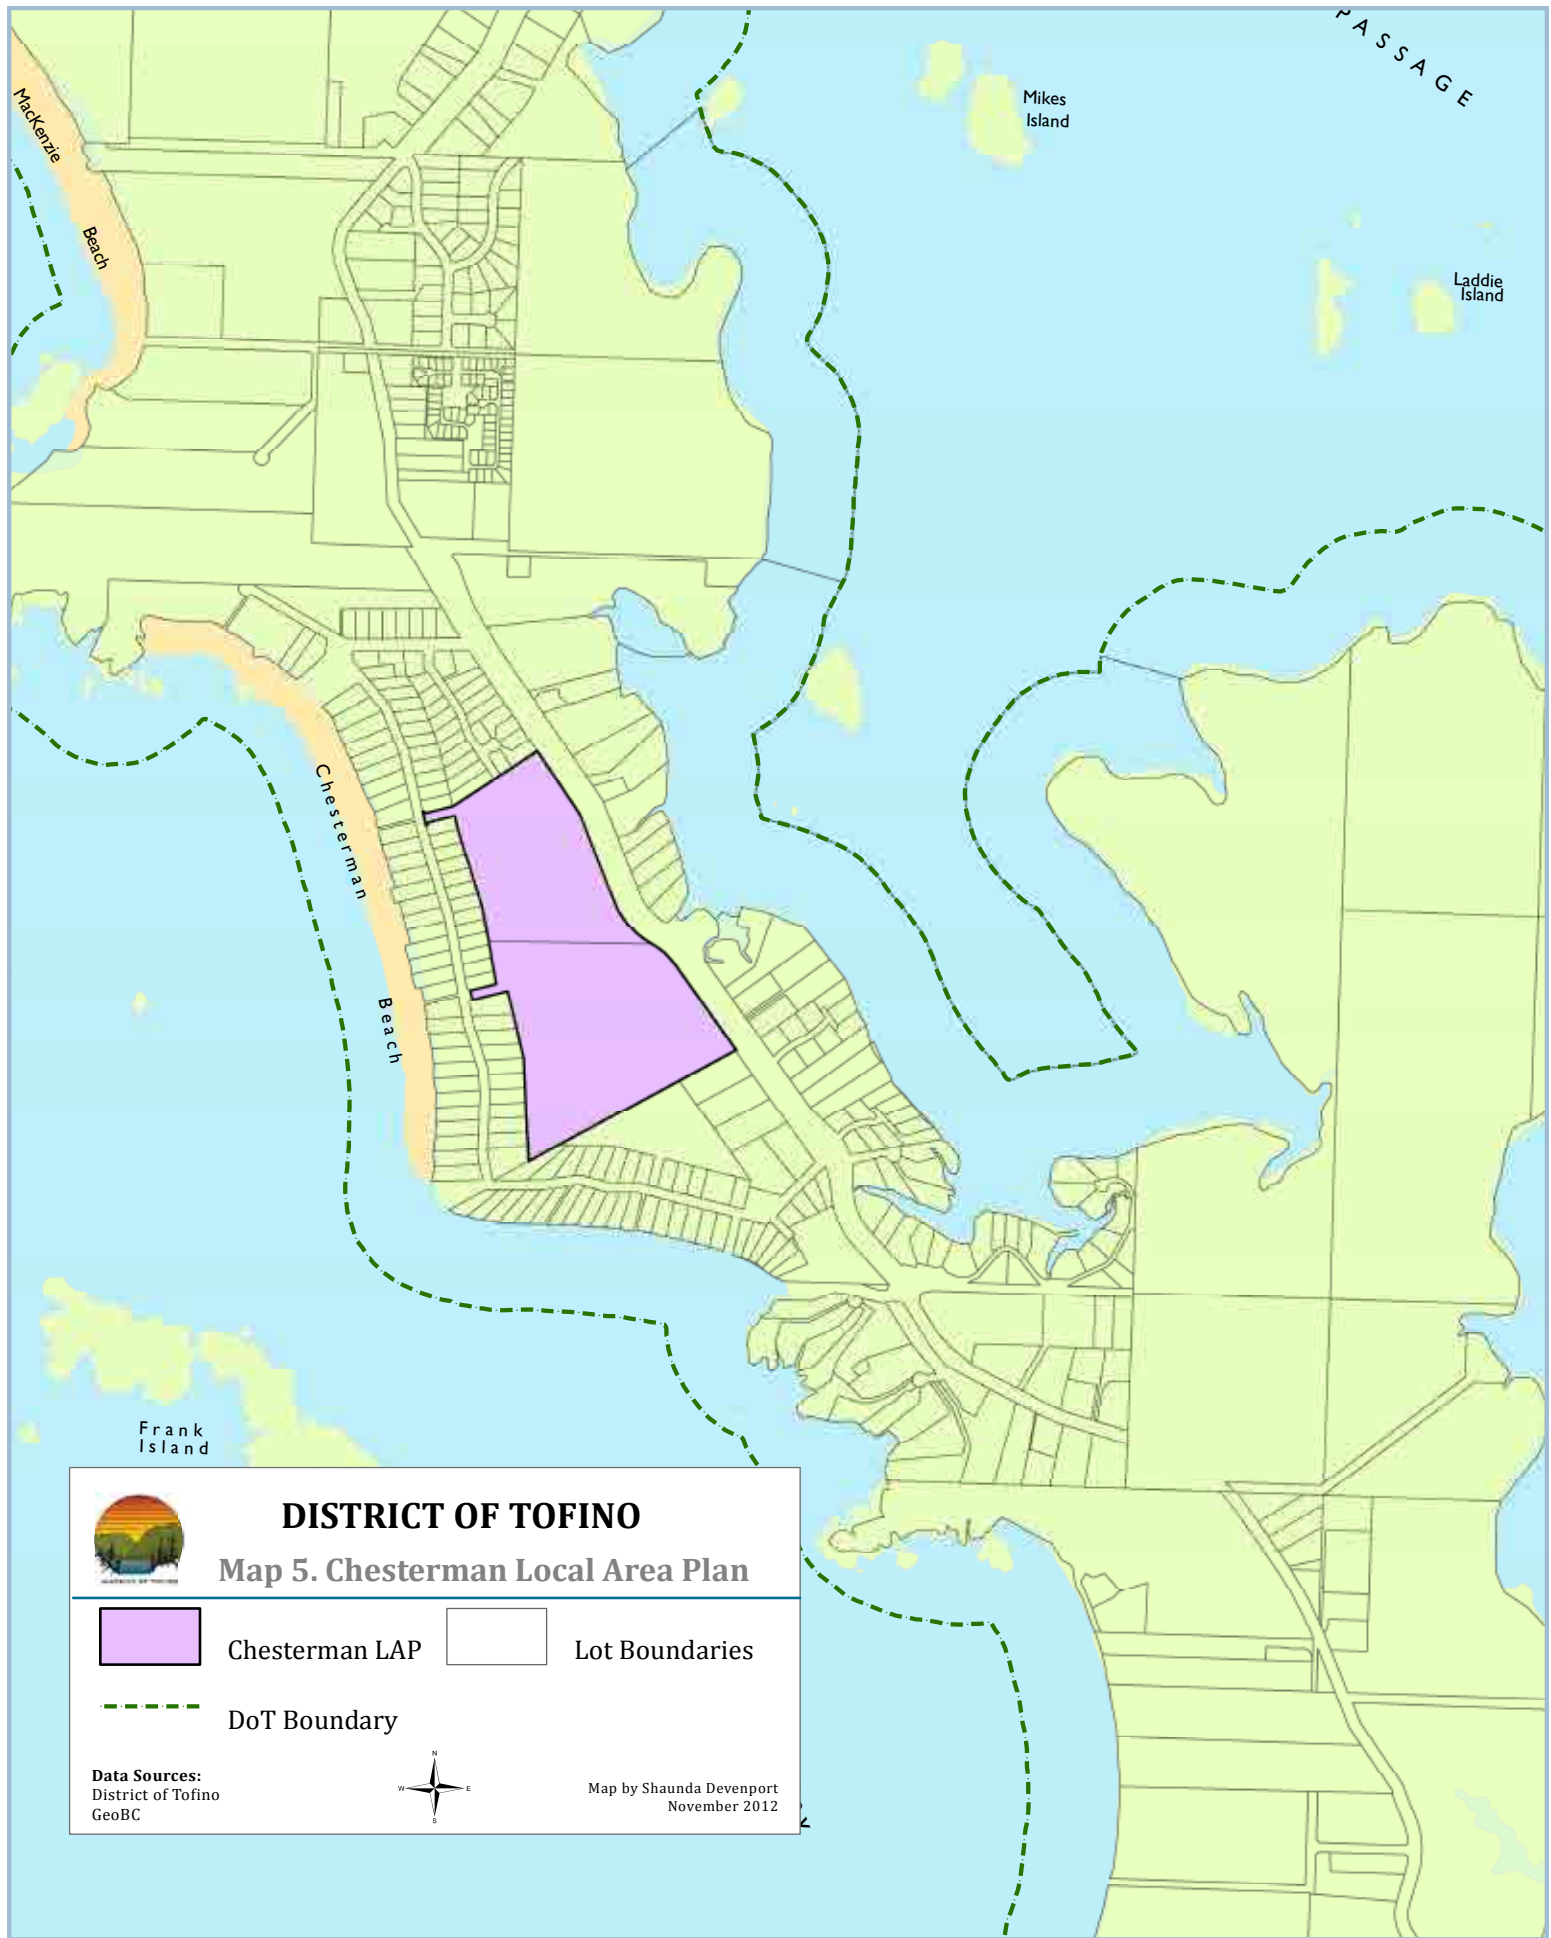 PASSAGE
Mikes
Island
MacKenzie
Beach
Laddie
Island
Chesterman
Beach
Frank
Island
DISTRICT OF TOFINO
Map 5. Chesterman Local Area Plan
Chesterman LAP
Lot Boundaries
DoT Boundary
N
W
E
S
Data Sources:
District of Tofino
GeoBC
Map by Shaunda Devenport
November 2012